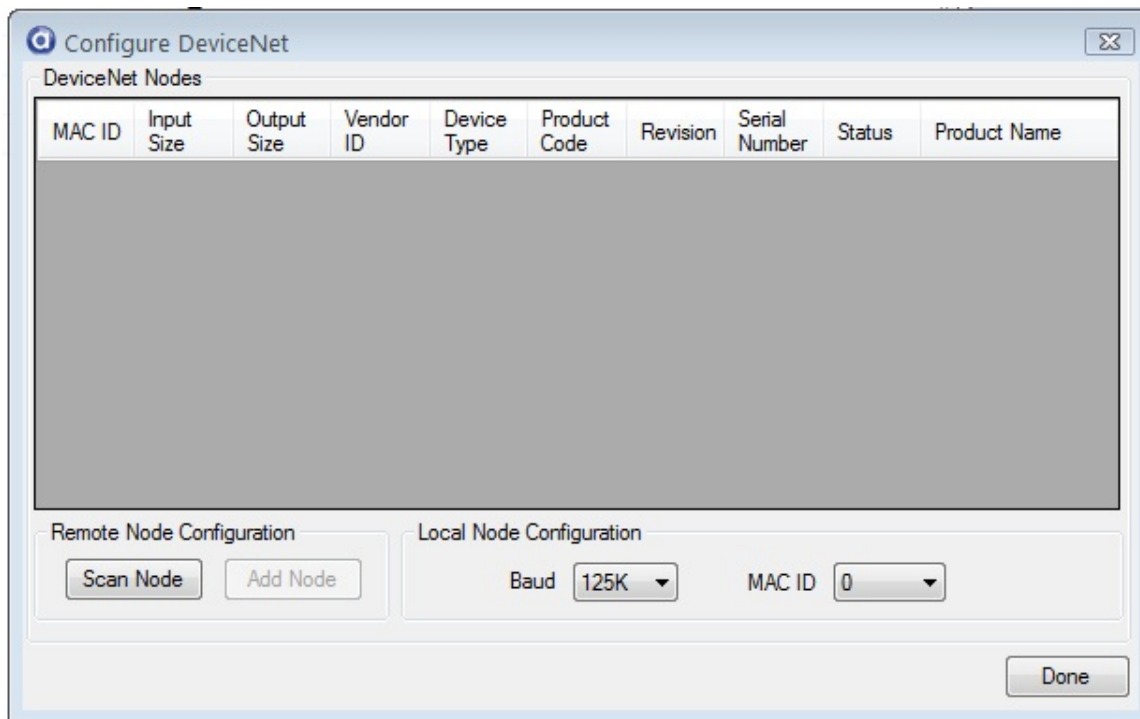 Configure DeviceNet
DeviceNet Nodes
MAC ID Input Size Output Size Vendor ID Device Type Product Code Revision Serial Number Status Product Name
Remote Node Configuration
Scan Node Add Node
Local Node Configuration
Baud 125K MAC ID 0
Done